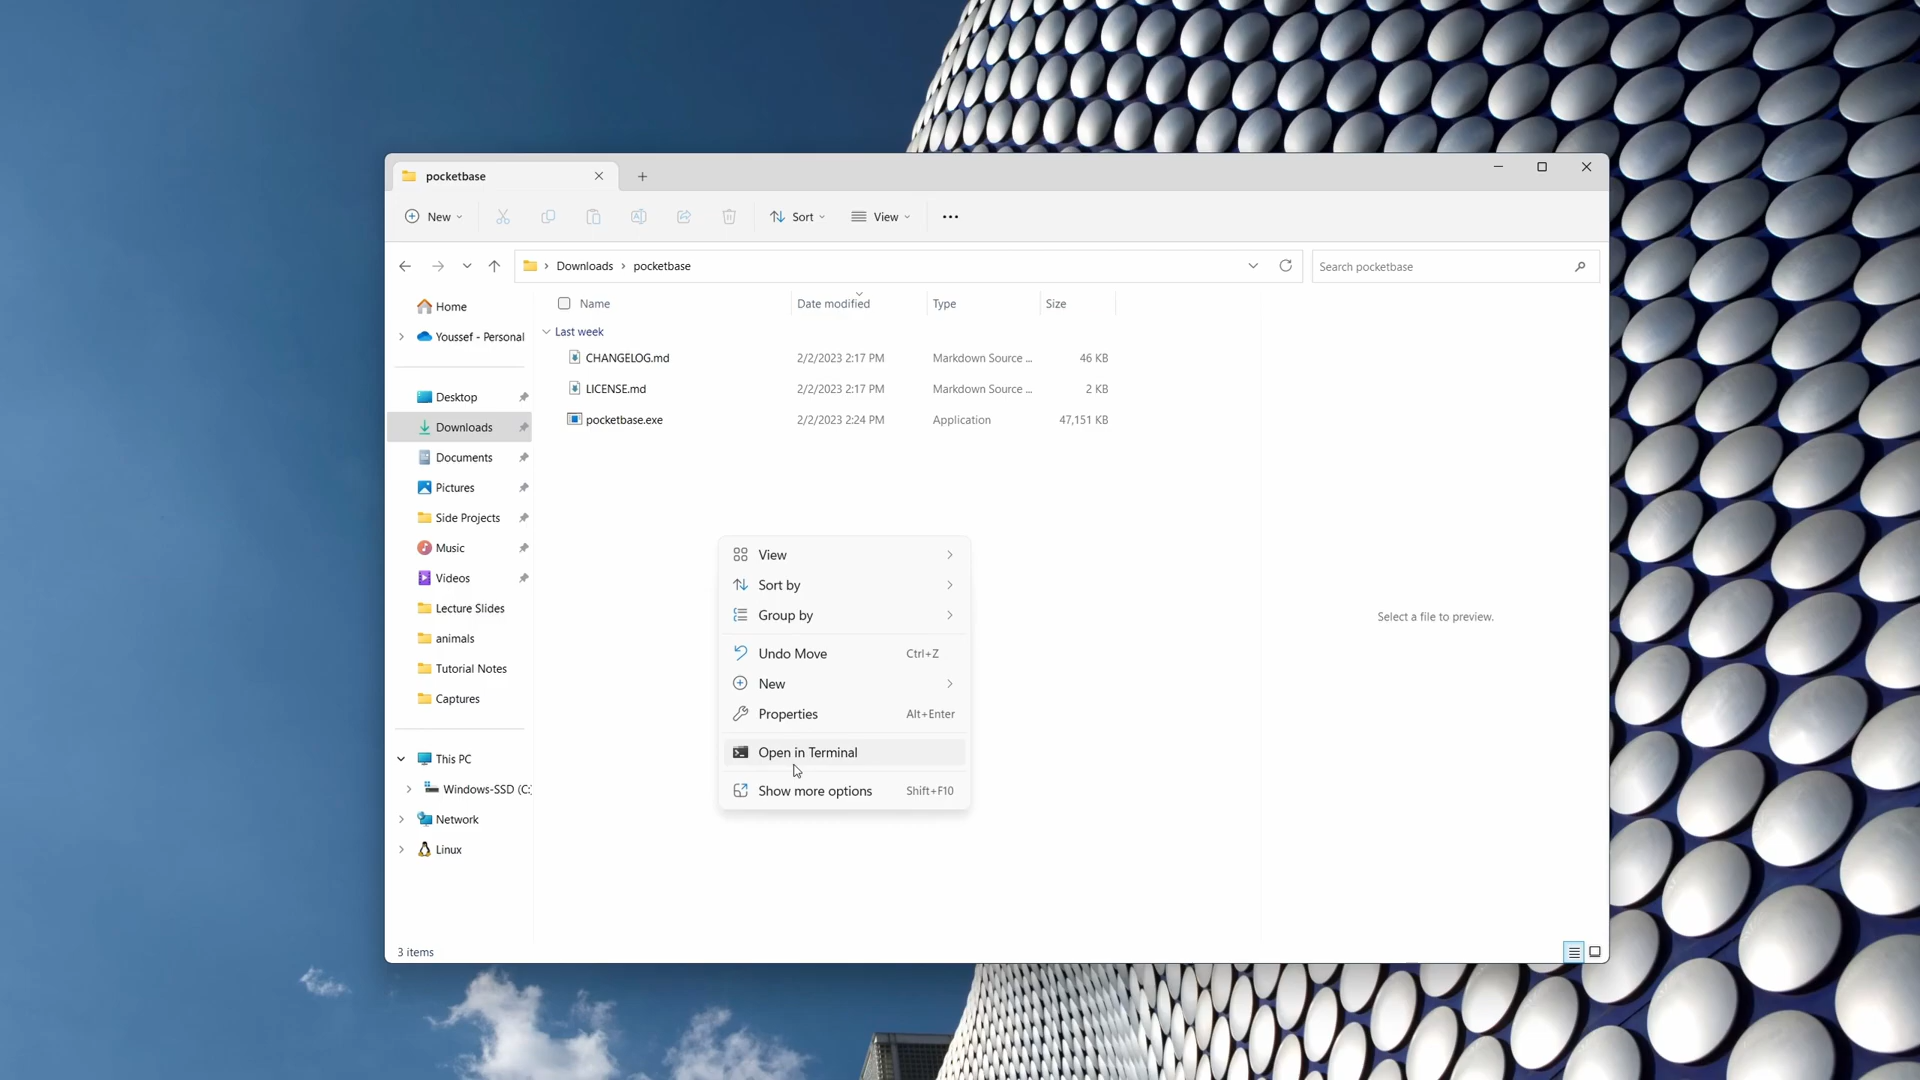 pocketbase
New
Sort
View
Downloads > pocketbase
Search pocketbase
Home
Youssef - Personal
Desktop
Downloads
Documents
Pictures
Side Projects
Music
Videos
Lecture Slides
animals
Tutorial Notes
Captures
This PC
Windows-SSD (C:)
Network
Linux
Name Date modified Type Size
Last week
CHANGELOG.md 2/2/2023 2:17 PM Markdown Source ... 46 KB
LICENSE.md 2/2/2023 2:17 PM Markdown Source ... 2 KB
pocketbase.exe 2/2/2023 2:24 PM Application 47,151 KB
View
Sort by
Group by
Undo Move Ctrl+Z
New
Properties Alt+Enter
Open in Terminal
Show more options Shift+F10
Select a file to preview.
3 items